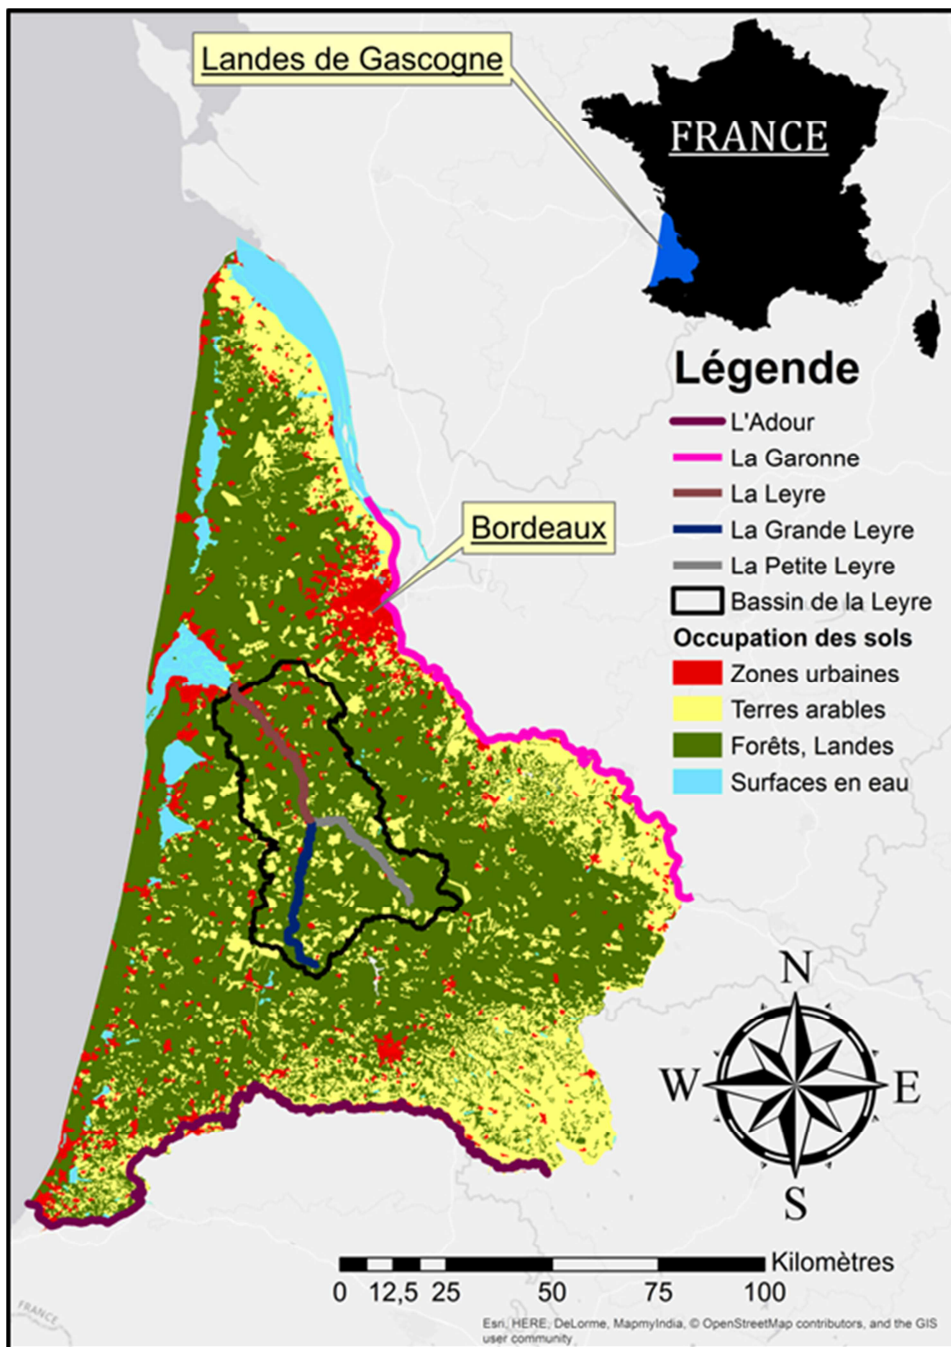 Landes de Gascogne
FRANCE
Légende
L'Adour
La Garonne
La Leyre
La Grande Leyre
La Petite Leyre
Bassin de la Leyre
Bordeaux
Occupation des sols
Zones urbaines
Terres arables
Forêts, Landes
Surfaces en eau
N
W
E
S
Kilomètres
0 12,5 25 50 75 100
FRANCE
Esri, HERE, DeLorme, MapmyIndia, © OpenStreetMap contributors, and the GIS
user community